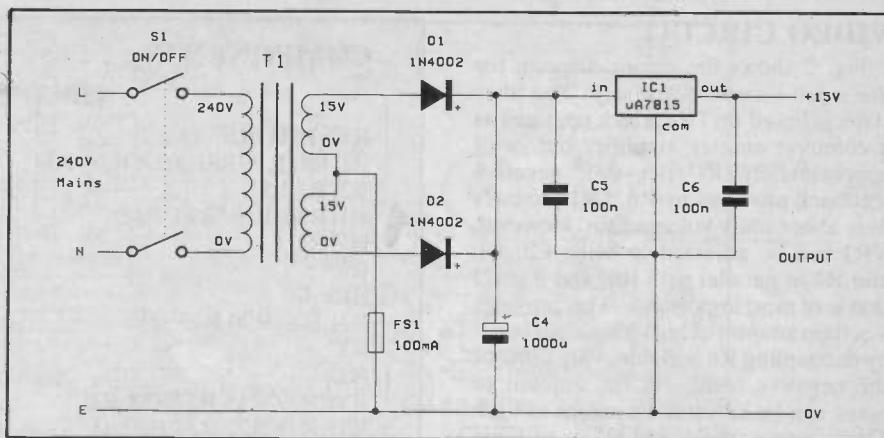 S1
ON/OFF
T1
D1
1N4002
IC1
uA7815
in
out
com
+15V
L
240V
15V
0V
15V
0V
0V
240V
Mains
N
C5
100n
C6
100n
D2
1N4002
OUTPUT
FS1
100mA
C4
1000u
E
0V
+
+
+